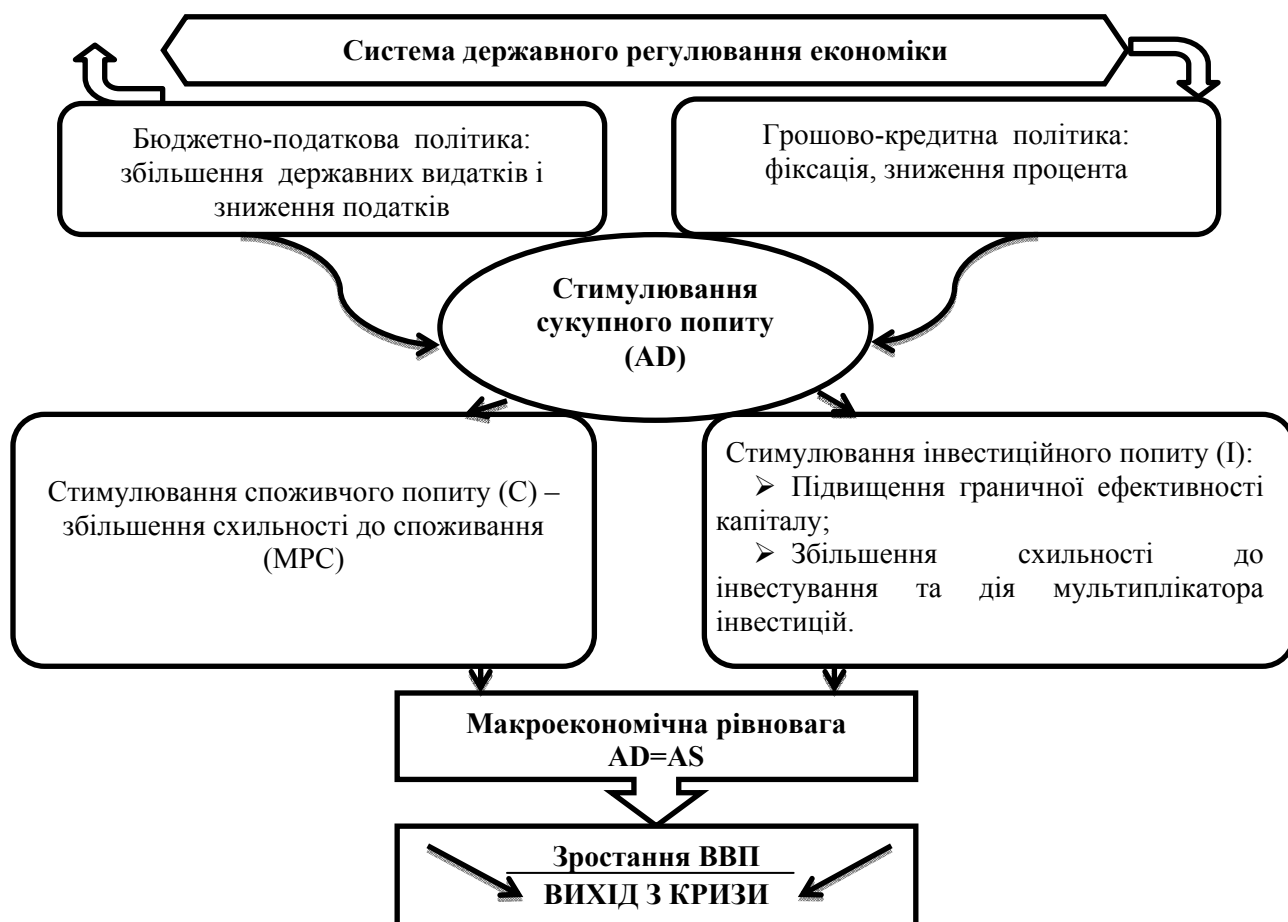 Система державного регулювання економіки
Бюджетно-податкова політика:
збільшення державних видатків і
зниження податків
Грошово-кредитна політика:
фіксація, зниження процента
Стимулювання
сукупного попиту
(AD)
Стимулювання споживчого попиту (С) –
збільшення схильності до споживання
(МРС)
Стимулювання інвестиційного попиту (І):
➢ Підвищення граничної ефективності
капіталу;
➢ Збільшення схильності до
інвестування та дія мультиплікатора
інвестицій.
Макроекономічна рівновага
AD=AS
Зростання ВВП
ВИХІД З КРИЗИ